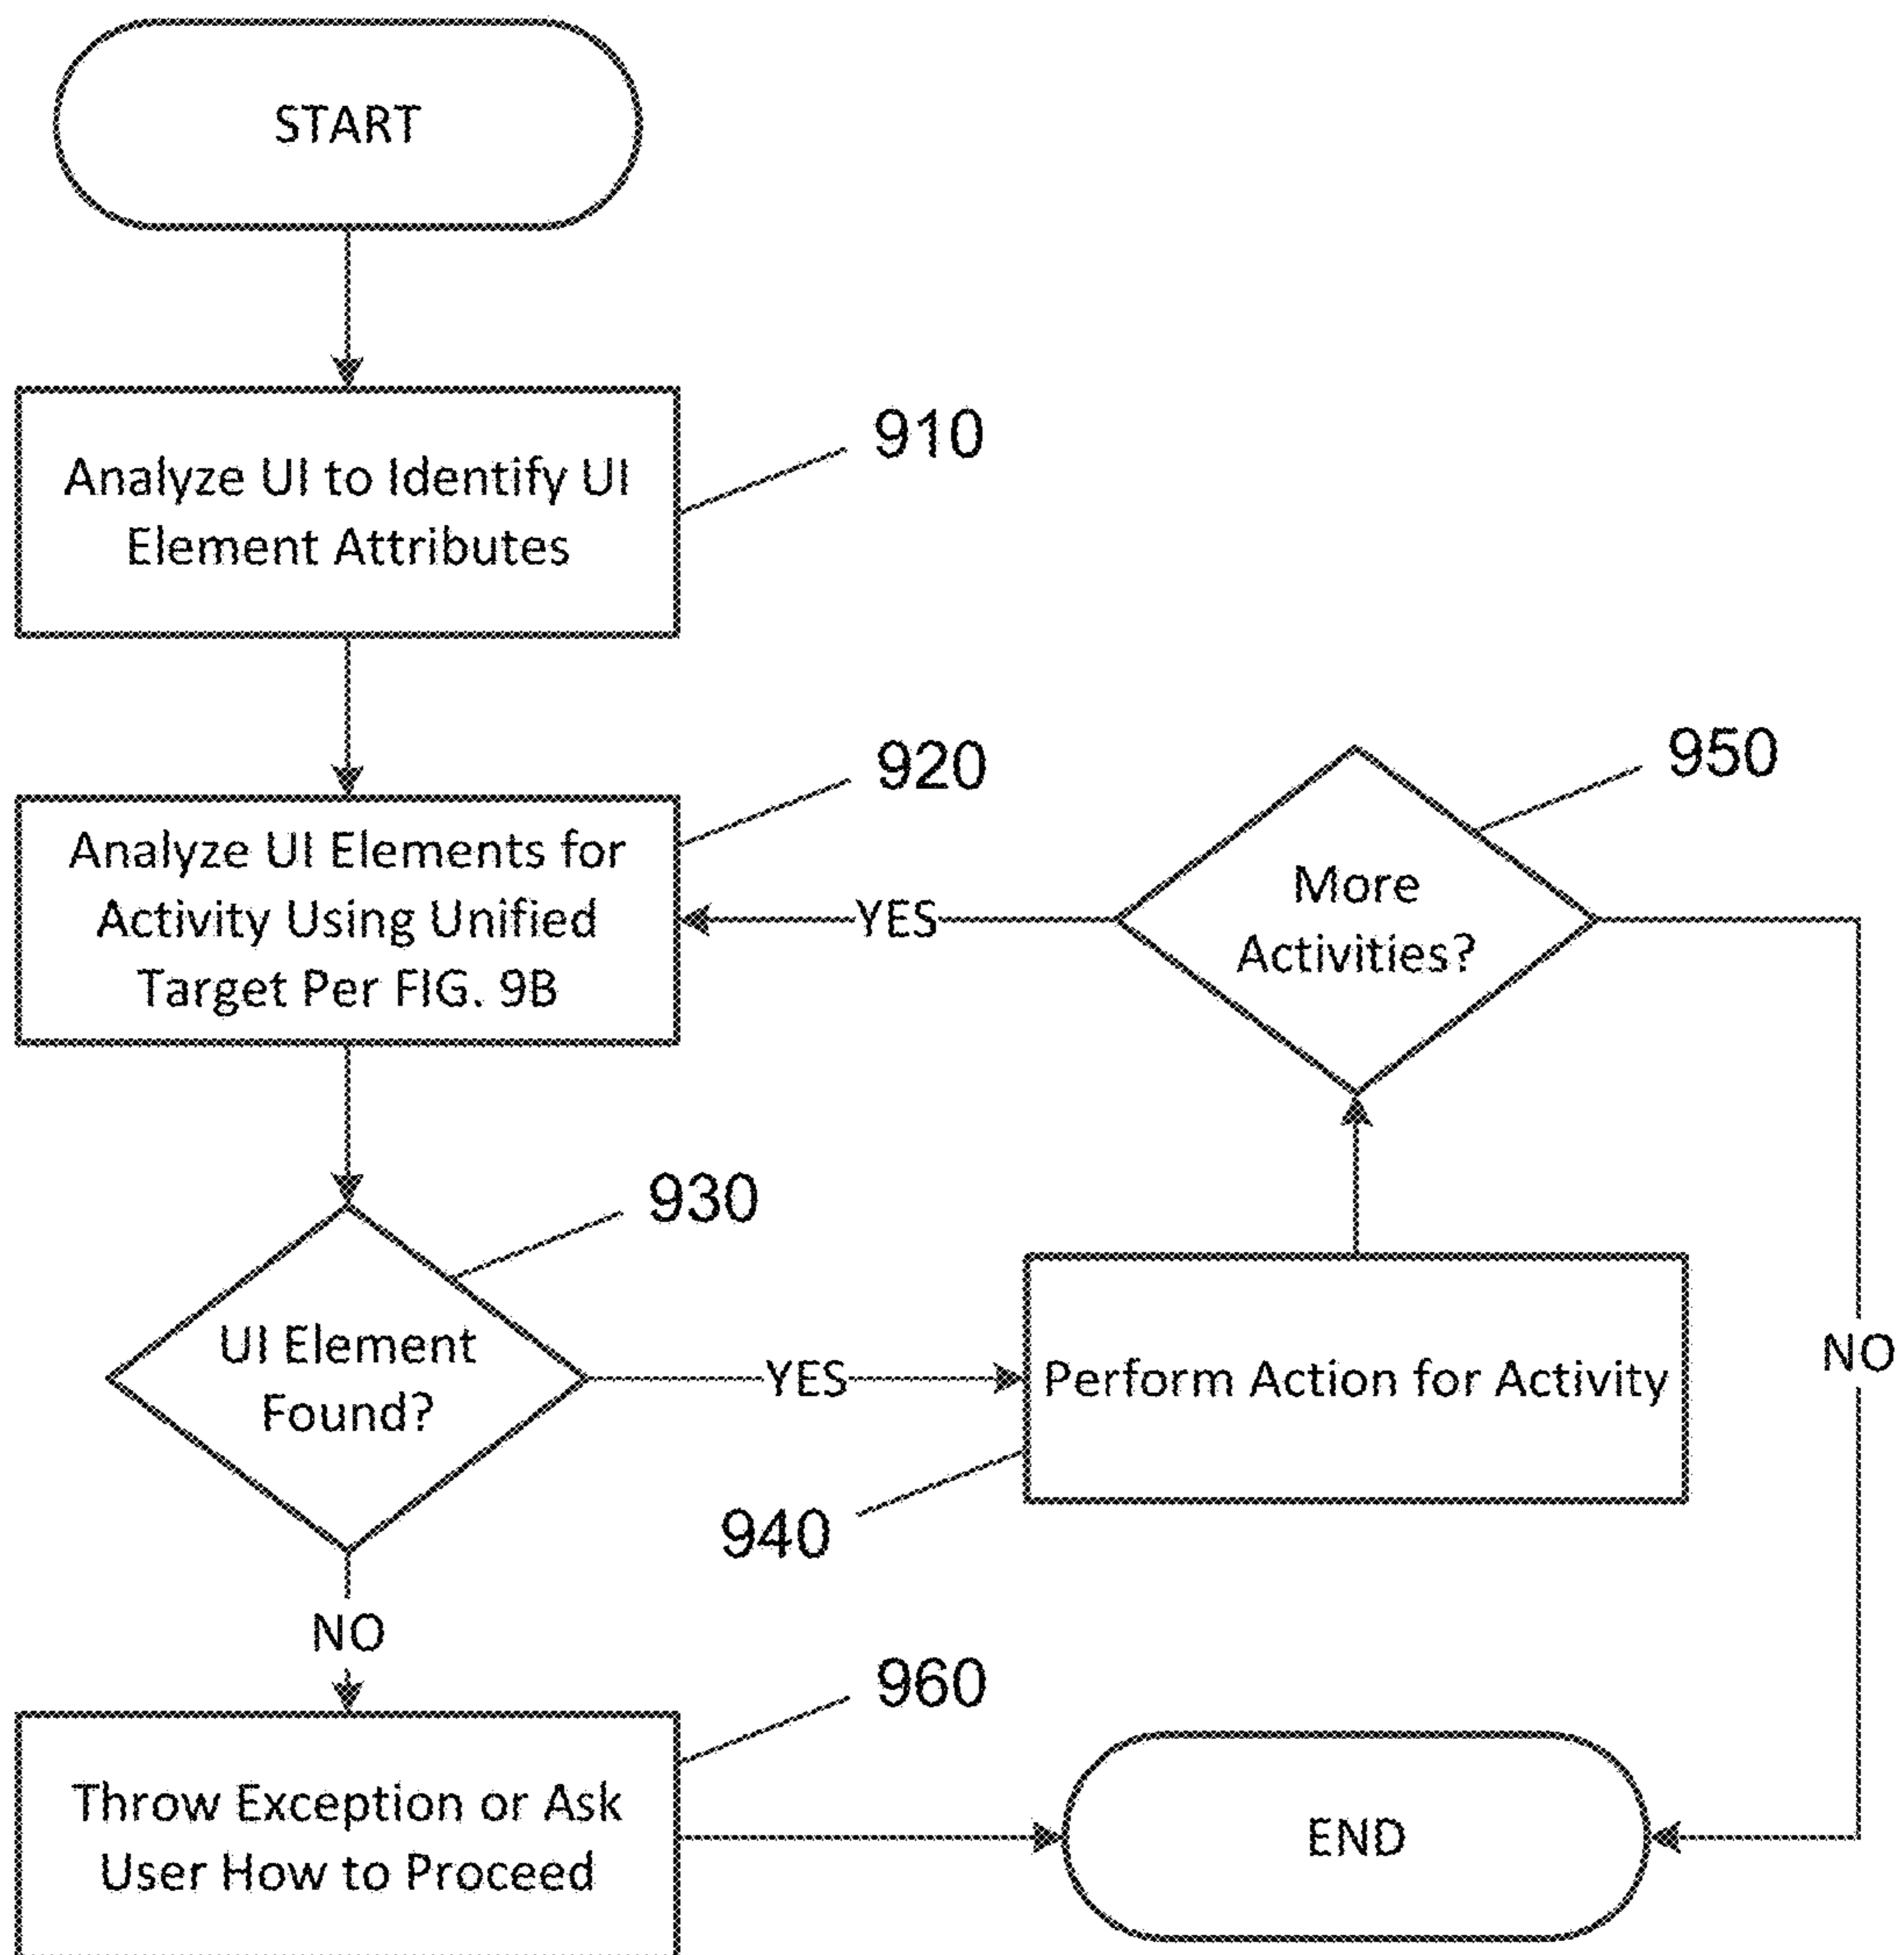 START
910
Analyze UI to Identify UI
Element Attributes
920
950
Analyze UI Elements for
Activity Using Unified
Target Per FIG. 9B
YES
More
Activities?
930
UI Element
Found?
YES
Perform Action for Activity
NO
940
NO
960
Throw Exception or Ask
User How to Proceed
END